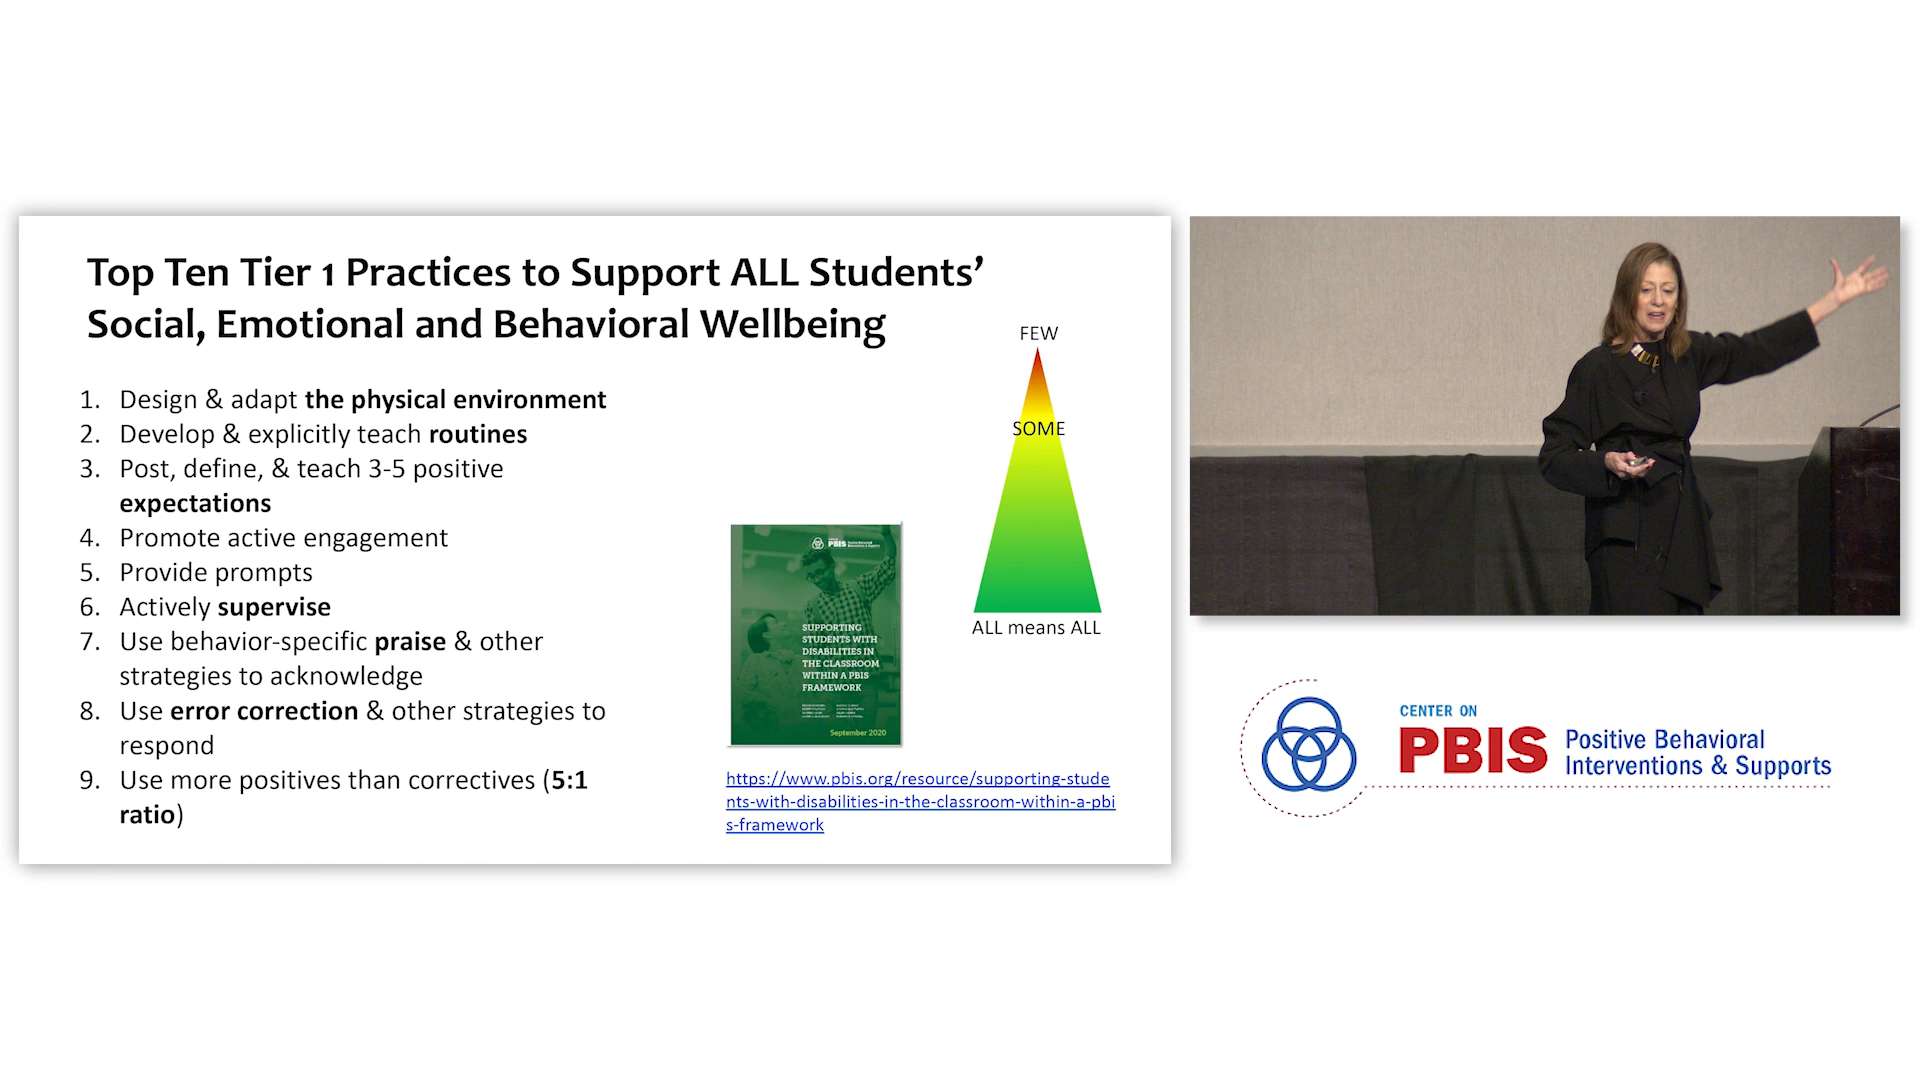 Top Ten Tier 1 Practices to Support ALL Students'
Social, Emotional and Behavioral Wellbeing
1. Design & adapt the physical environment
2. Develop & explicitly teach routines
3. Post, define, & teach 3-5 positive
expectations
4. Promote active engagement
5. Provide prompts
6. Actively supervise
7. Use behavior-specific praise & other
strategies to acknowledge
8. Use error correction & other strategies to
respond
9. Use more positives than correctives (5:1
ratio)
FEW
SOME
ALL means ALL
PBIS
SUPPORTING
STUDENTS WITH
DISABILITIES IN
THE CLASSROOM
WITHIN A PBIS
FRAMEWORK
September 2020
https://www.pbis.org/resource/supporting-stude
nts-with-disabilities-in-the-classroom-within-a-pbi
s-framework
CENTER ON
PBIS
Positive Behavioral
Interventions & Supports